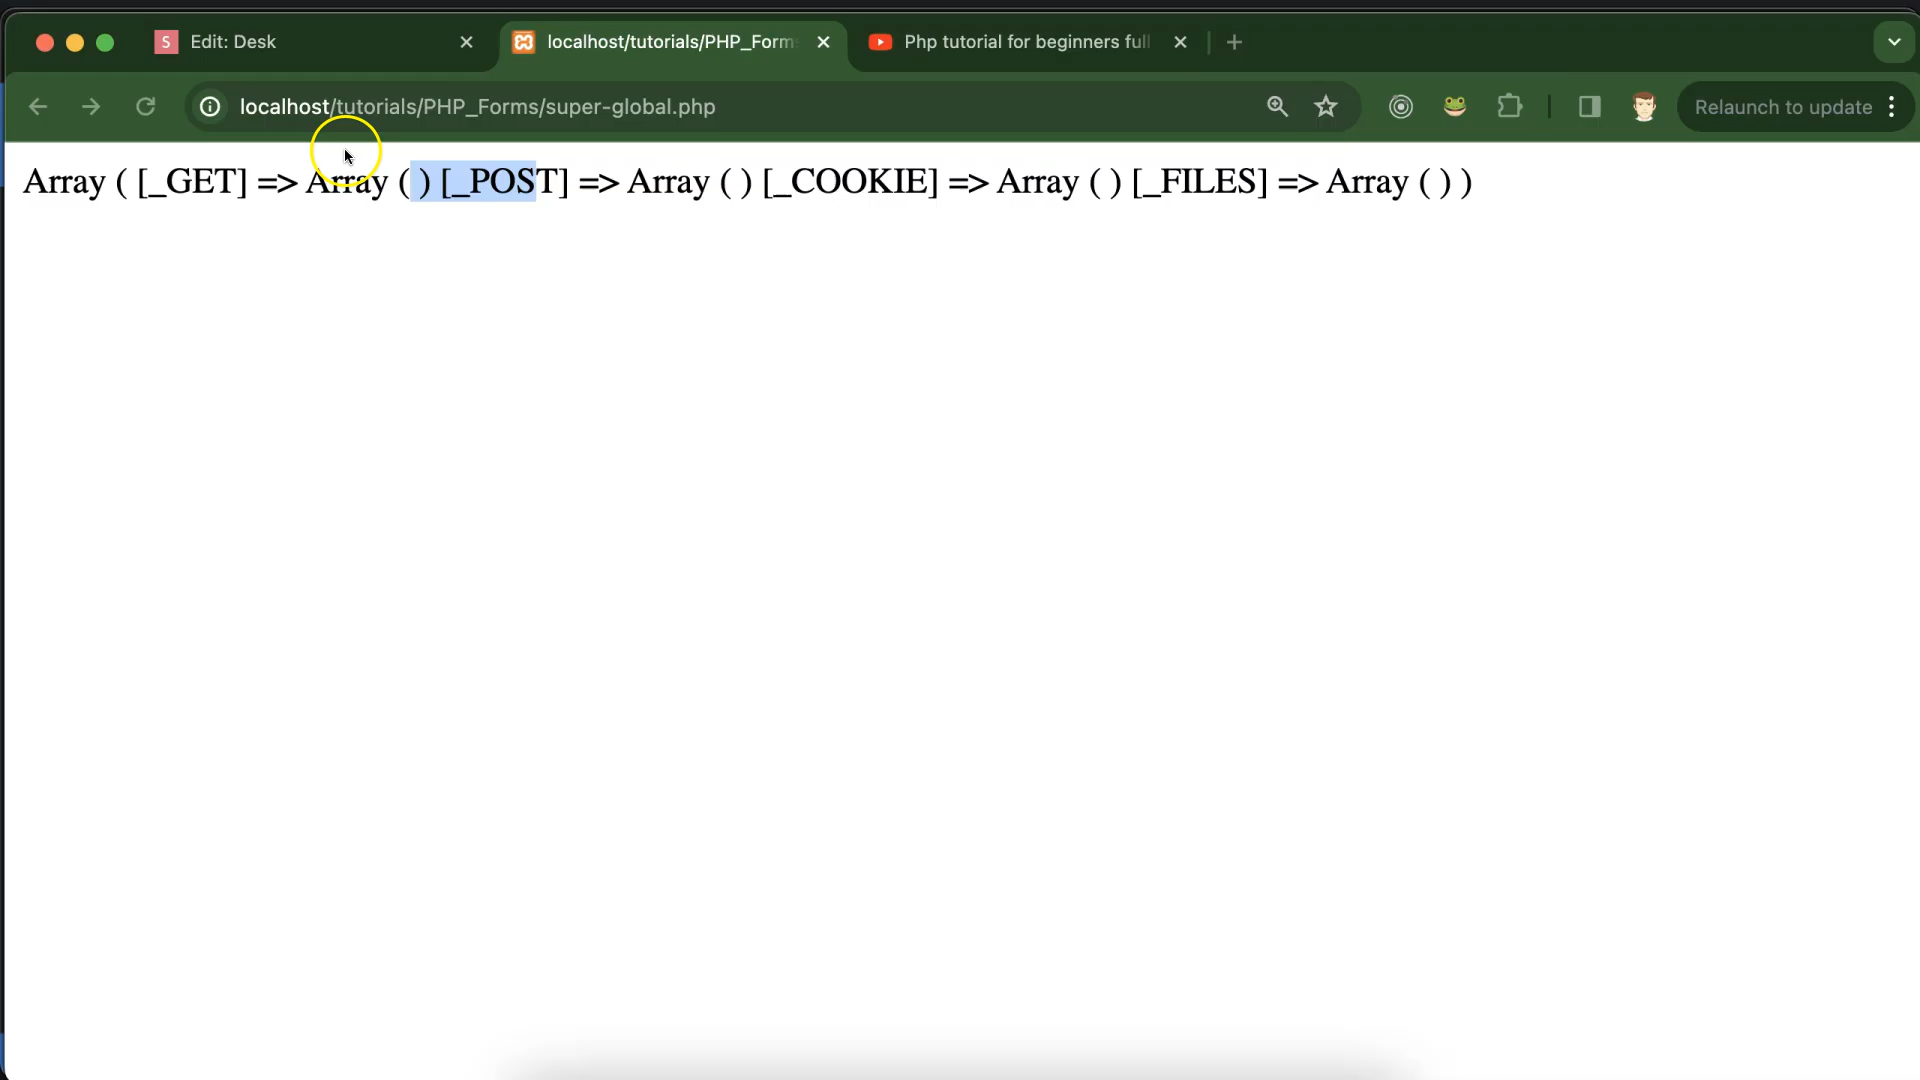 S Edit: Desk
localhost/tutorials/PHP_Form
Php tutorial for beginners full
localhost/tutorials/PHP_Forms/super-global.php
Relaunch to update
Array ( [_GET] => Array ( ) [_POST] => Array ( ) [_COOKIE] => Array ( ) [_FILES] => Array ( ) )